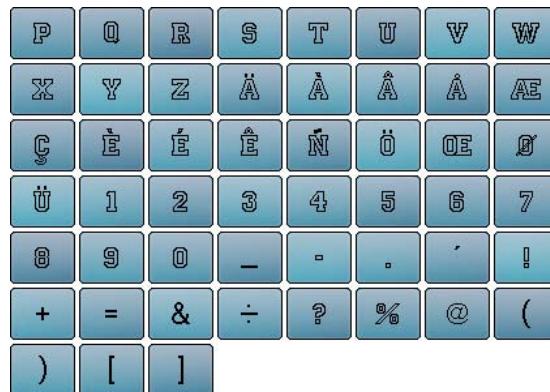 P Q R S T U V W
X Y Z Ä À Â Å Æ
Ç È É Ê Ñ Ö Œ Ø
Ü 1 2 3 4 5 6 7
8 9 0 _ - . ´ !
+ = & ÷ ? % @ (
) [ ]